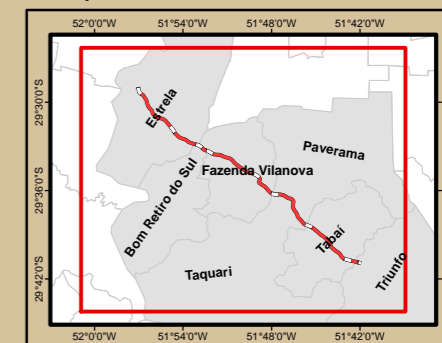 52°0'0"W 51°54'0"W 51°48'0"W 51°42'0"W
29°30'0"S
29°36'0"S
29°42'0"S
Estrela
Paverama
Fazenda Vilanova
Bom Retiro do Sul
Tabaí
Taquari
Triunfo
52°0'0"W 51°54'0"W 51°48'0"W 51°42'0"W